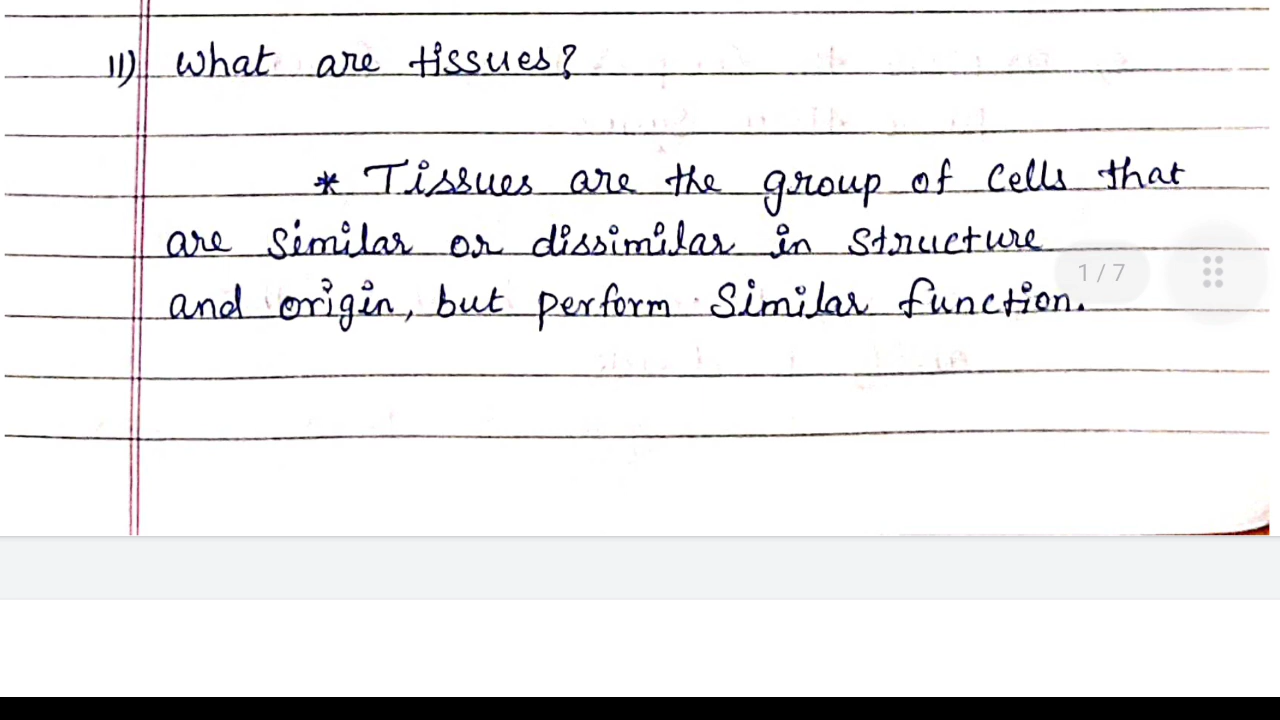 11) What are tissues?
* Tissues are the group of cells that
are similar or dissimilar in structure
1 / 7
and origin, but perform similar function.